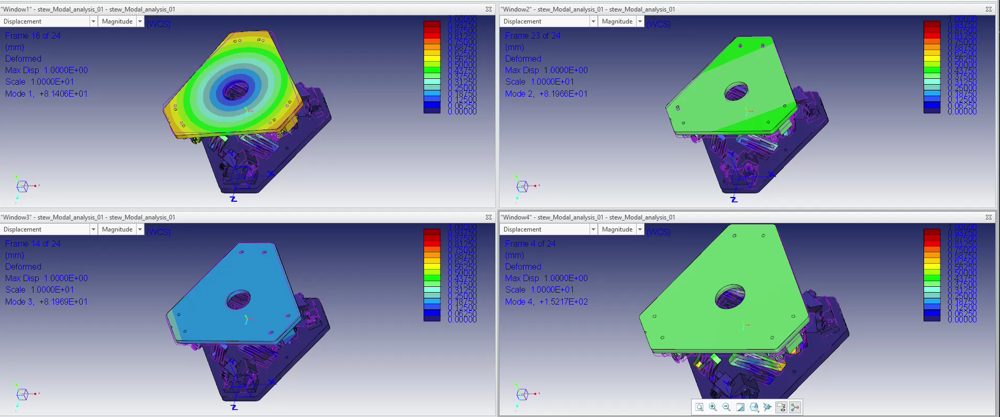 "Window1" - stew_Modal_analysis_01 - stew_Modal_analysis_01
Displacement
Magnitude
(WCS)
Frame 16 of 24
(mm)
Deformed
Max Disp 1.0000E+00
Scale 1.0000E+01
Mode 1, +8.1406E+01
1.00000
0.93750
0.87500
0.81250
0.75000
0.68750
0.62500
0.56250
0.50000
0.43750
0.37500
0.31250
0.25000
0.18750
0.12500
0.06250
0.00000
Y
X
Z
"Window2" - stew_Modal_analysis_01 - stew_Modal_analysis_01
Displacement
Magnitude
(WCS)
Frame 23 of 24
(mm)
Deformed
Max Disp 1.0000E+00
Scale 1.0000E+01
Mode 2, +8.1966E+01
1.00000
0.93750
0.87500
0.81250
0.75000
0.68750
0.62500
0.56250
0.50000
0.43750
0.37500
0.31250
0.25000
0.18750
0.12500
0.06250
0.00000
Y
X
Z
"Window3" - stew_Modal_analysis_01 - stew_Modal_analysis_01
Displacement
Magnitude
(WCS)
Frame 14 of 24
(mm)
Deformed
Max Disp 1.0000E+00
Scale 1.0000E+01
Mode 3, +8.1969E+01
1.00000
0.93750
0.87500
0.81250
0.75000
0.68750
0.62500
0.56250
0.50000
0.43750
0.37500
0.31250
0.25000
0.18750
0.12500
0.06250
0.00000
Y
X
Z
"Window4" - stew_Modal_analysis_01 - stew_Modal_analysis_01
Displacement
Magnitude
(WCS)
Frame 4 of 24
(mm)
Deformed
Max Disp 1.0000E+00
Scale 1.0000E+01
Mode 4, +1.5217E+02
1.00000
0.93750
0.87500
0.81250
0.75000
0.68750
0.62500
0.56250
0.50000
0.43750
0.37500
0.31250
0.25000
0.18750
0.12500
0.06250
0.00000
Y